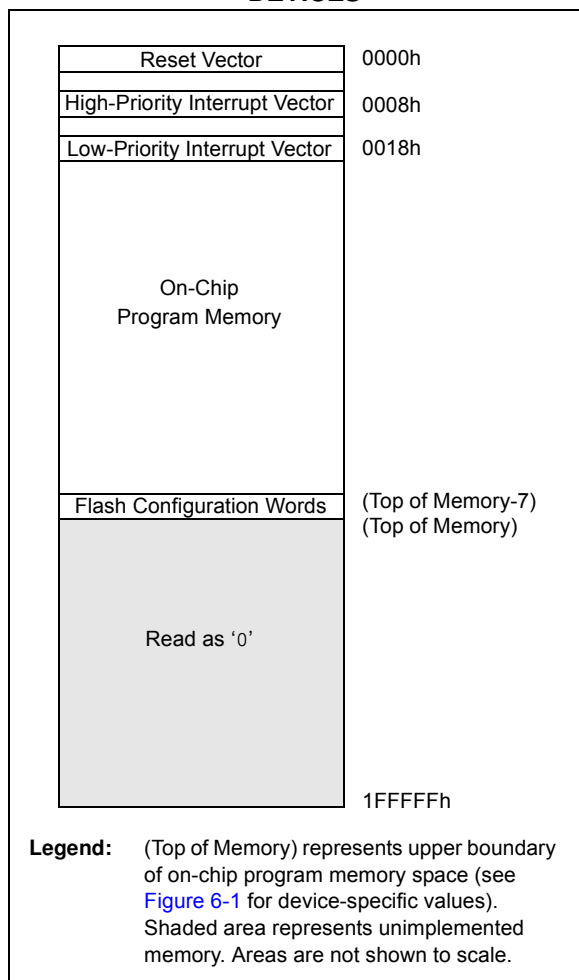 Reset Vector 0000h
High-Priority Interrupt Vector 0008h
Low-Priority Interrupt Vector 0018h
On-Chip
Program Memory
Flash Configuration Words (Top of Memory-7)
(Top of Memory)
Read as ‘0’
1FFFFFh
Legend: (Top of Memory) represents upper boundary
of on-chip program memory space (see
Figure 6-1 for device-specific values).
Shaded area represents unimplemented
memory. Areas are not shown to scale.